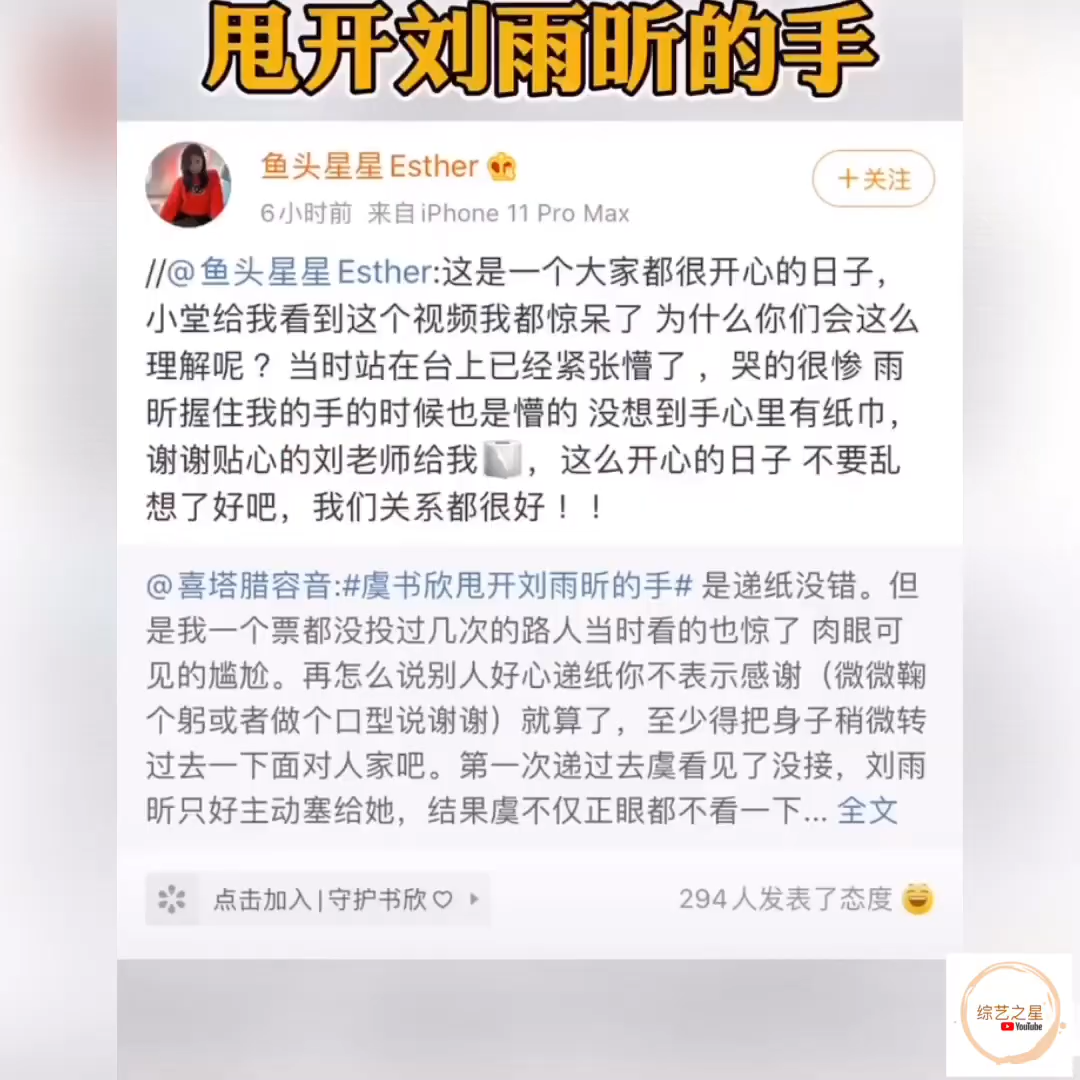 甩开刘雨昕的手
鱼头星星Esther
+关注
6小时前 来自iPhone 11 Pro Max
//@鱼头星星Esther:这是一个大家都很开心的日子，
小堂给我看到这个视频我都惊呆了 为什么你们会这么
理解呢？当时站在台上已经紧张懵了，哭的很惨 雨
昕握住我的手的时候也是懵的 没想到手心里有纸巾，
谢谢贴心的刘老师给我，这么开心的日子 不要乱
想了好吧，我们关系都很好！！
@喜塔腊容音:#虞书欣甩开刘雨昕的手# 是递纸没错。但
是我一个票都没投过几次的路人当时看的也惊了 肉眼可
见的尴尬。再怎么说别人好心递纸你不表示感谢（微微鞠
个躬或者做个口型说谢谢）就算了，至少得把身子稍微转
过去一下面对人家吧。第一次递过去虞看见了没接，刘雨
昕只好主动塞给她，结果虞不仅正眼都不看一下... 全文
点击加入|守护书欣♡
294人发表了态度
综艺之星
YouTube